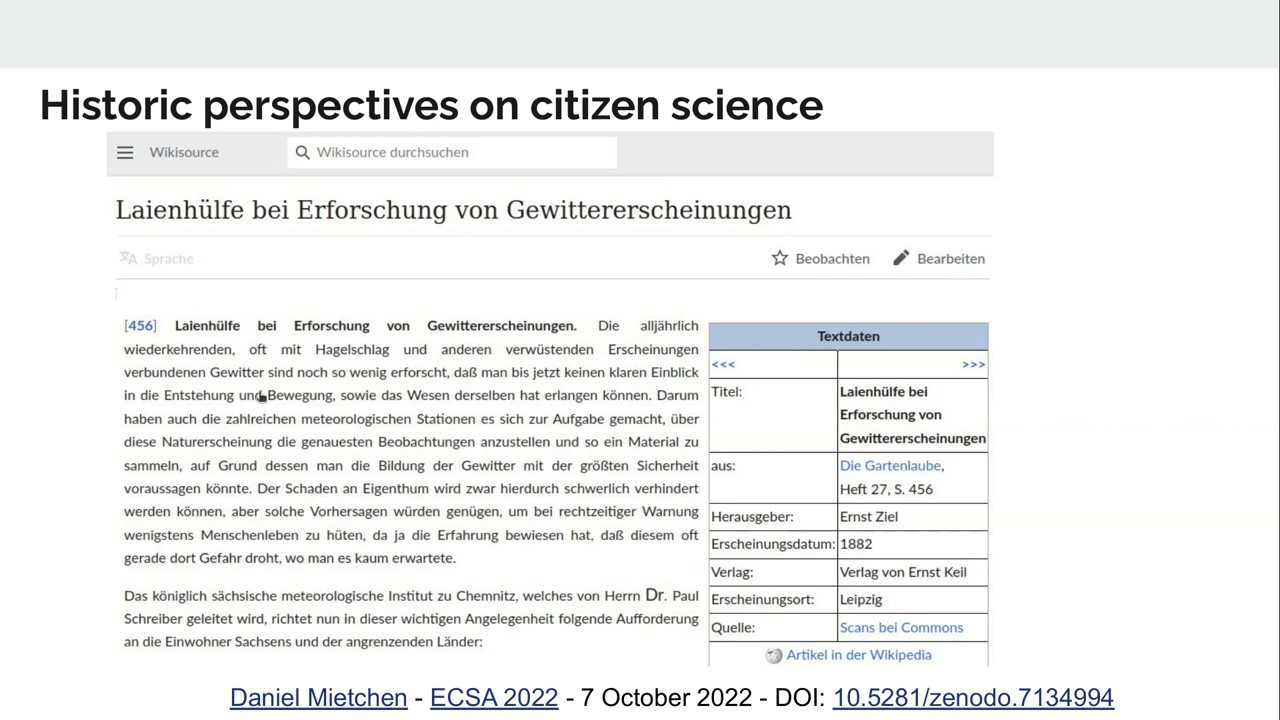 Historic perspectives on citizen science
Wikisource
Wikisource durchsuchen
Laienhülfe bei Erforschung von Gewittererscheinungen
Sprache
Beobachten
Bearbeiten
[456] Laienhülfe bei Erforschung von Gewittererscheinungen. Die alljährlich
wiederkehrenden, oft mit Hagelschlag und anderen verwüstenden Erscheinungen
verbundenen Gewitter sind noch so wenig erforscht, daß man bis jetzt keinen klaren Einblick
in die Entstehung und Bewegung, sowie das Wesen derselben hat erlangen können. Darum
haben auch die zahlreichen meteorologischen Stationen es sich zur Aufgabe gemacht, über
diese Naturerscheinung die genauesten Beobachtungen anzustellen und so ein Material zu
sammeln, auf Grund dessen man die Bildung der Gewitter mit der größten Sicherheit
voraussagen könnte. Der Schaden an Eigenthum wird zwar hierdurch schwerlich verhindert
werden können, aber solche Vorhersagen würden genügen, um bei rechtzeitiger Warnung
wenigstens Menschenleben zu hüten, da ja die Erfahrung bewiesen hat, daß diesem oft
gerade dort Gefahr droht, wo man es kaum erwartete.
Das königlich sächsische meteorologische Institut zu Chemnitz, welches von Herrn Dr. Paul
Schreiber geleitet wird, richtet nun in dieser wichtigen Angelegenheit folgende Aufforderung
an die Einwohner Sachsens und der angrenzenden Länder:
Textdaten
<<< >>>
Titel: Laienhülfe bei
Erforschung von
Gewittererscheinungen
aus: Die Gartenlaube,
Heft 27, S. 456
Herausgeber: Ernst Ziel
Erscheinungsdatum: 1882
Verlag: Verlag von Ernst Keil
Erscheinungsort: Leipzig
Quelle: Scans bei Commons
Artikel in der Wikipedia
Daniel Mietchen - ECSA 2022 - 7 October 2022 - DOI: 10.5281/zenodo.7134994